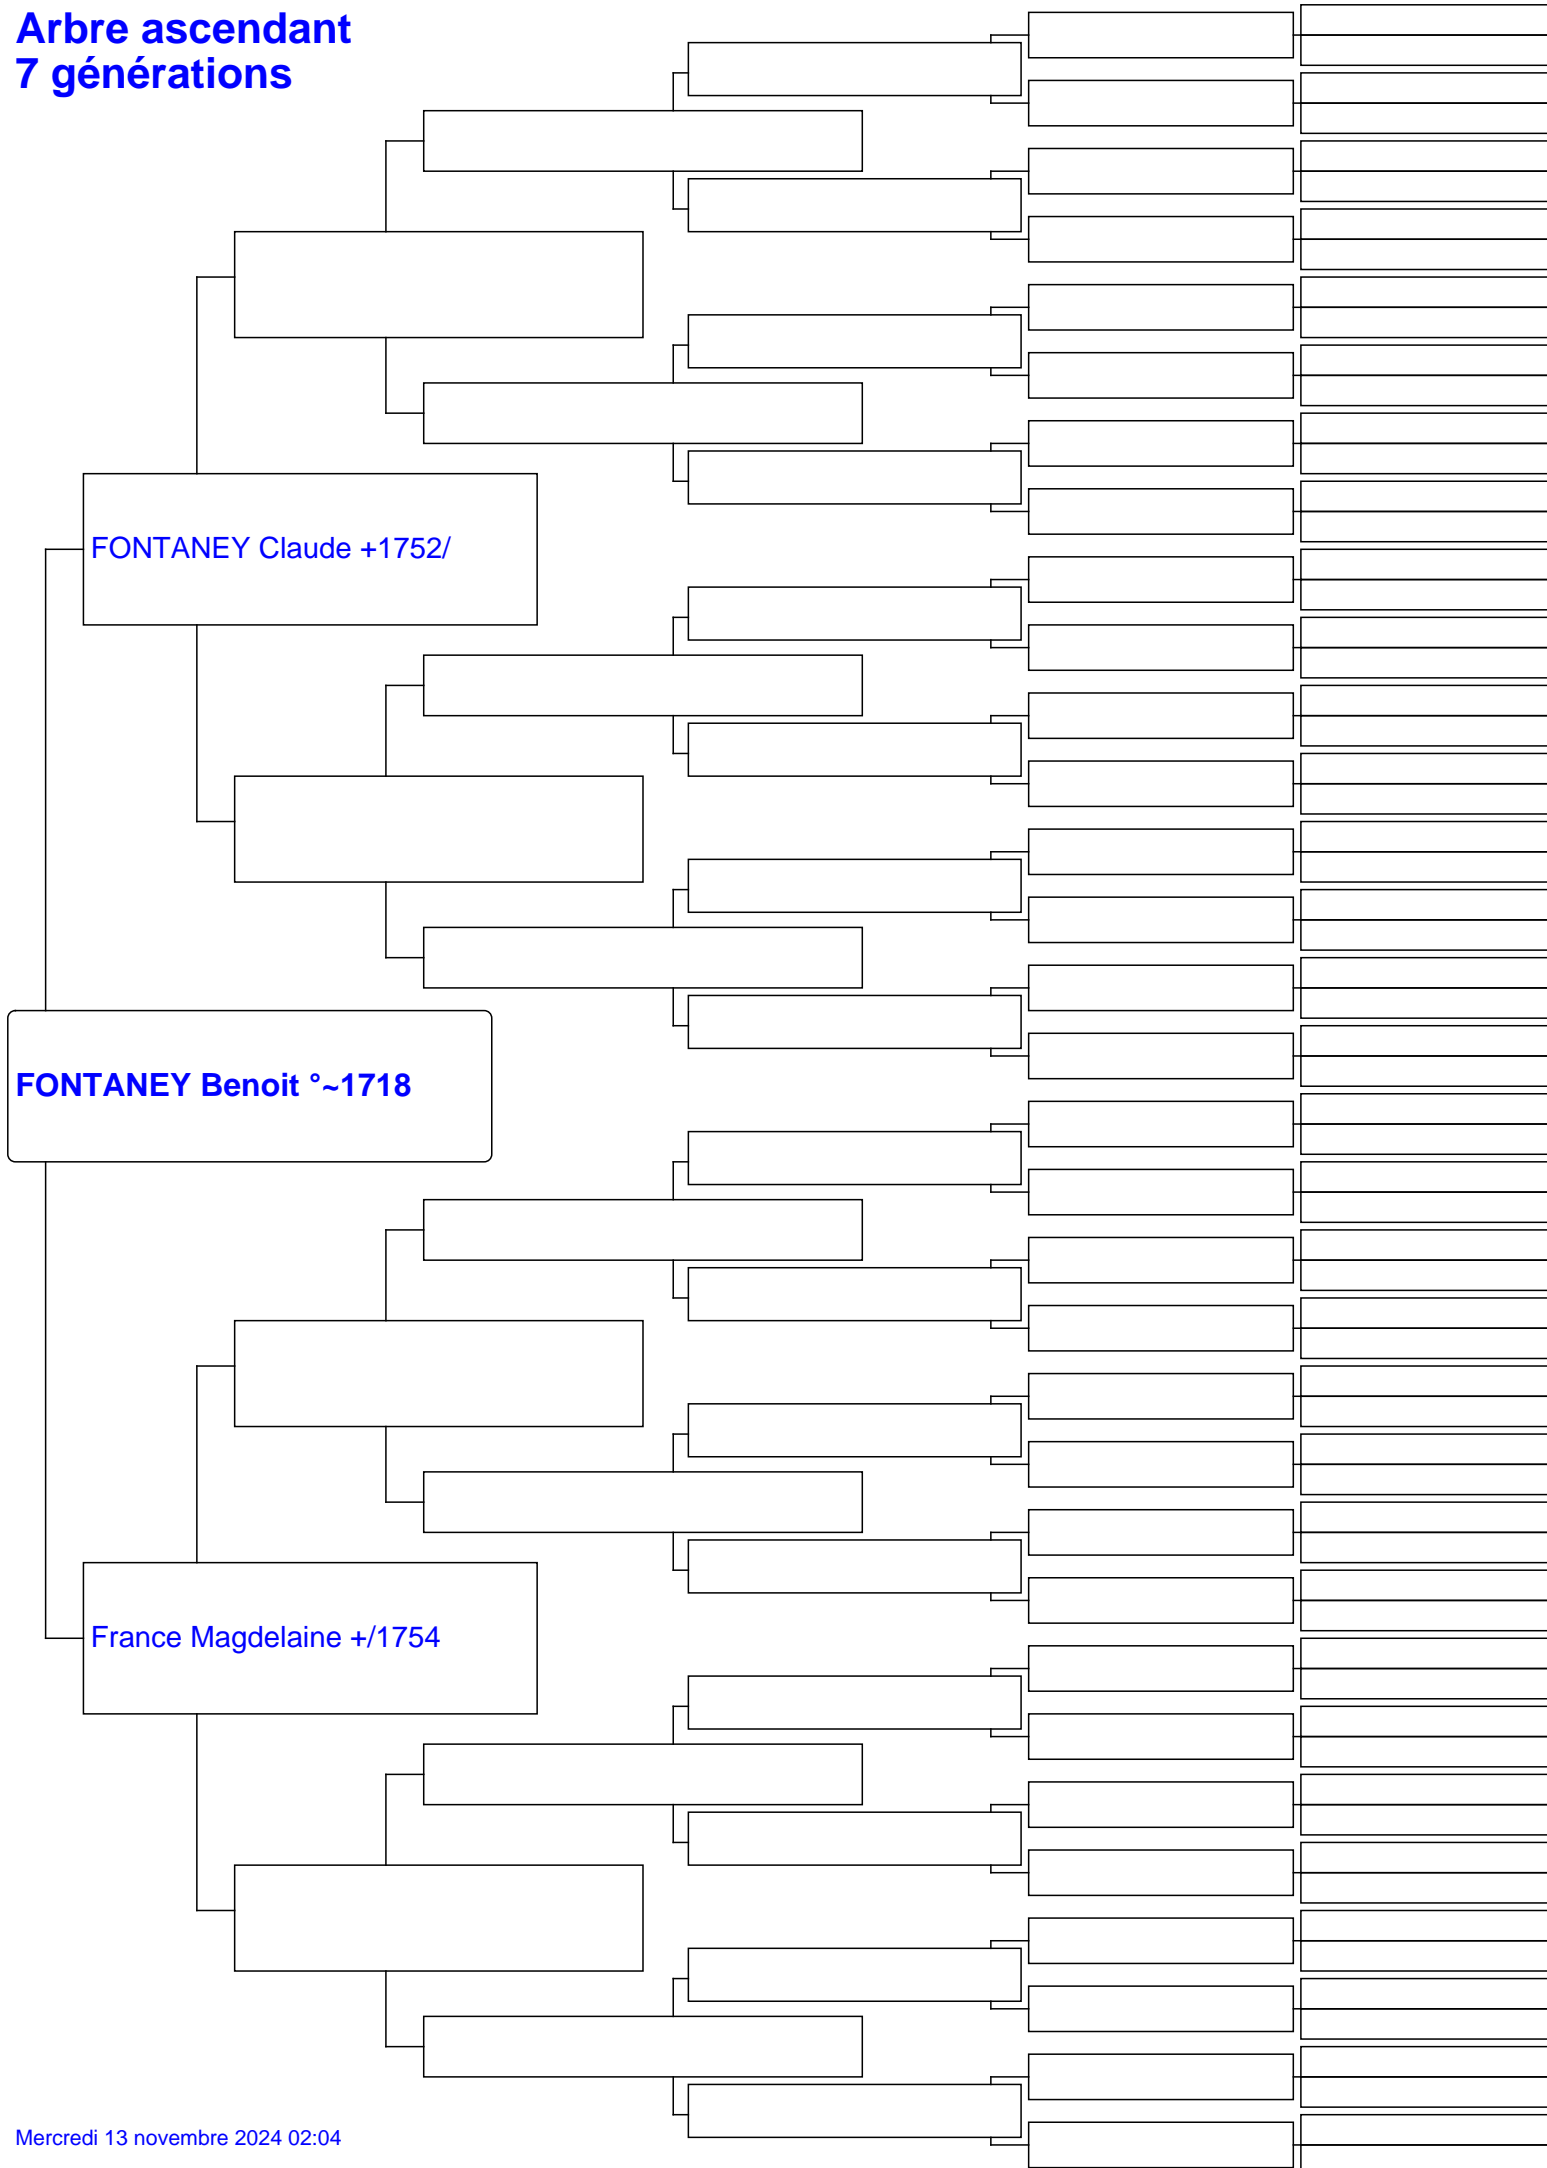 Arbre ascendant
7 générations
FONTANEY Claude +1752/
FONTANEY Benoit °~1718
France Magdelaine +/1754
Mercredi 13 novembre 2024 02:04